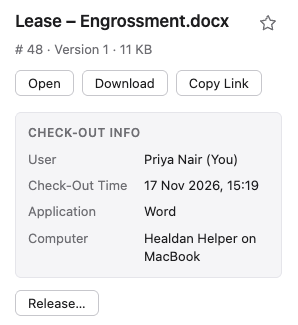 Lease – Engrossment.docx
# 48 · Version 1 · 11 KB
Open Download Copy Link
CHECK-OUT INFO
User Priya Nair (You)
Check-Out Time 17 Nov 2026, 15:19
Application Word
Computer Healdan Helper on
MacBook
Release...